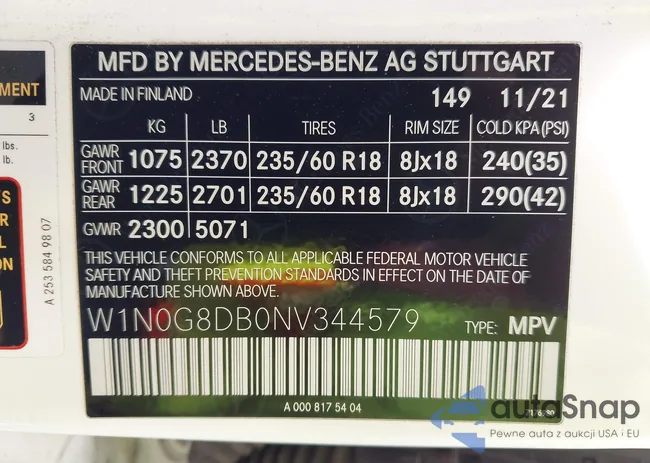 MFD BY MERCEDES-BENZ AG STUTTGART
MADE IN FINLAND 149 11/21
KG LB TIRES RIM SIZE COLD KPA(PSI)
GAWR FRONT 1075 2370 235/60 R18 8Jx18 240(35)
GAWR REAR 1225 2701 235/60 R18 8Jx18 290(42)
GVWR 2300 5071
THIS VEHICLE CONFORMS TO ALL APPLICABLE FEDERAL MOTOR VEHICLE
SAFETY AND THEFT PREVENTION STANDARDS IN EFFECT ON THE DATE OF
MANUFACTURE SHOWN ABOVE.
W1N0G8DB0NV344579 TYPE: MPV
A 000 817 54 04
MENT
3
lbs.
lb.
S
R
L
ON
A 253 584 98 07
autoSnap
Pewne auta z aukcji USA i EU